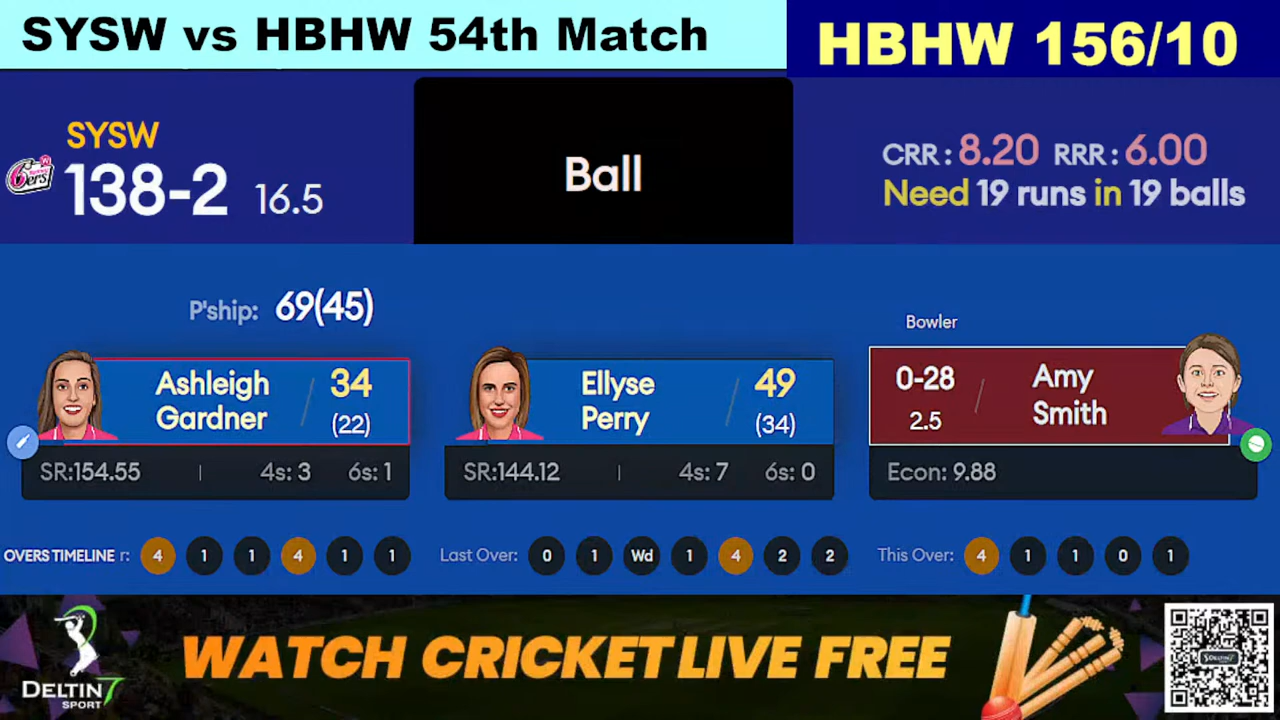 SYSW vs HBHW 54th Match
HBHW 156/10
SYSW
6ers
138-2 16.5
Ball
CRR : 8.20 RRR : 6.00
Need 19 runs in 19 balls
P'ship: 69(45)
Bowler
Ashleigh Gardner / 34 (22)
SR:154.55 | 4s: 3 6s: 1
Ellyse Perry / 49 (34)
SR:144.12 | 4s: 7 6s: 0
0-28 2.5 / Amy Smith
Econ: 9.88
OVERS TIMELINE r: 4 1 1 4 1 1
Last Over: 0 1 Wd 1 4 2 2
This Over: 4 1 1 0 1
DELTIN7
SPORT
WATCH CRICKET LIVE FREE